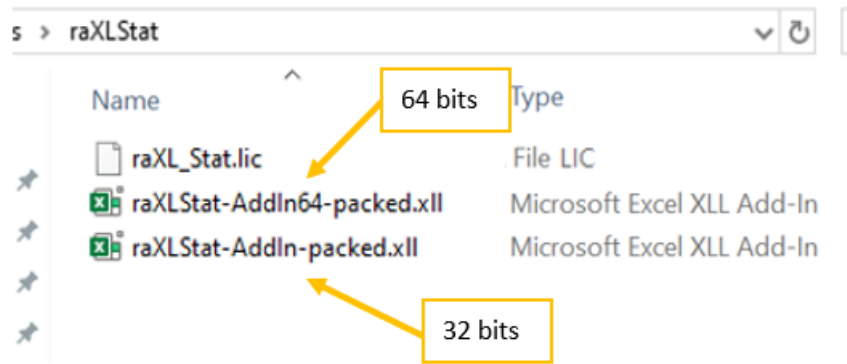 s > raXLStat
Name
64 bits
Type
raXL_Stat.lic File LIC
raXLStat-AddIn64-packed.xll Microsoft Excel XLL Add-In
raXLStat-AddIn-packed.xll Microsoft Excel XLL Add-In
32 bits